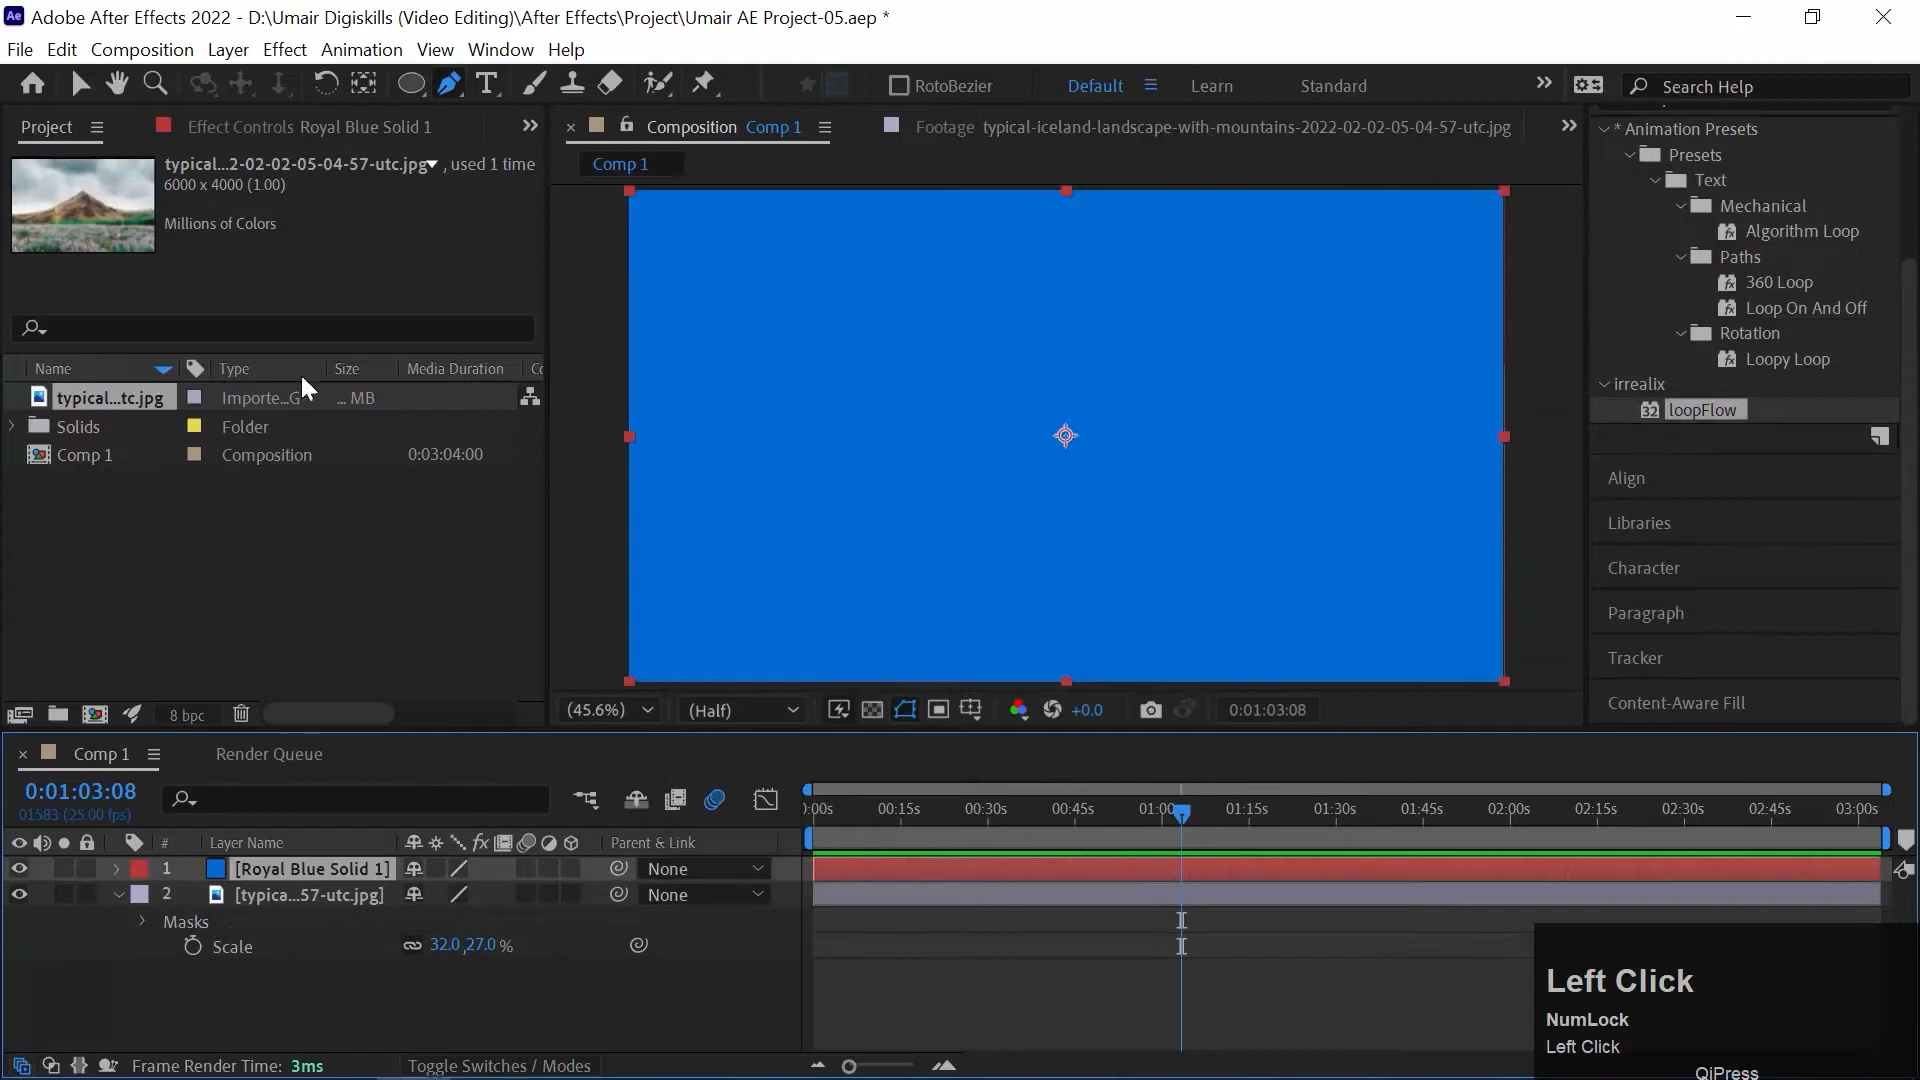 Adobe After Effects 2022 - D:\Umair Digiskills (Video Editing)\After Effects\Project\Umair AE Project-05.aep *
File Edit Composition Layer Effect Animation View Window Help
RotoBezier Default Learn Standard Search Help
Project Effect Controls Royal Blue Solid 1
Composition Comp 1 Footage typical-iceland-landscape-with-mountains-2022-02-02-05-04-57-utc.jpg
Comp 1
typical...2-02-02-05-04-57-utc.jpg , used 1 time
6000 x 4000 (1.00)
Millions of Colors
* Animation Presets
Presets
Text
Mechanical
Algorithm Loop
Paths
360 Loop
Loop On And Off
Rotation
Loopy Loop
irrealix
32 loopFlow
Align
Libraries
Character
Paragraph
Tracker
Content-Aware Fill
Name Type Size Media Duration
typical...tc.jpg Importe...G ... MB
Solids Folder
Comp 1 Composition 0:03:04:00
8 bpc
(45.6%) (Half) +0.0 0:01:03:08
Comp 1 Render Queue
0:01:03:08
01583 (25.00 fps)
0:00s 00:15s 00:30s 00:45s 01:00 01:15s 01:30s 01:45s 02:00s 02:15s 02:30s 02:45s 03:00s
# Layer Name Parent & Link
1 [Royal Blue Solid 1] None
2 [typica...57-utc.jpg] None
Masks
Scale 32.0,27.0 %
Frame Render Time: 3ms Toggle Switches / Modes
Left Click
NumLock
Left Click
QiPress